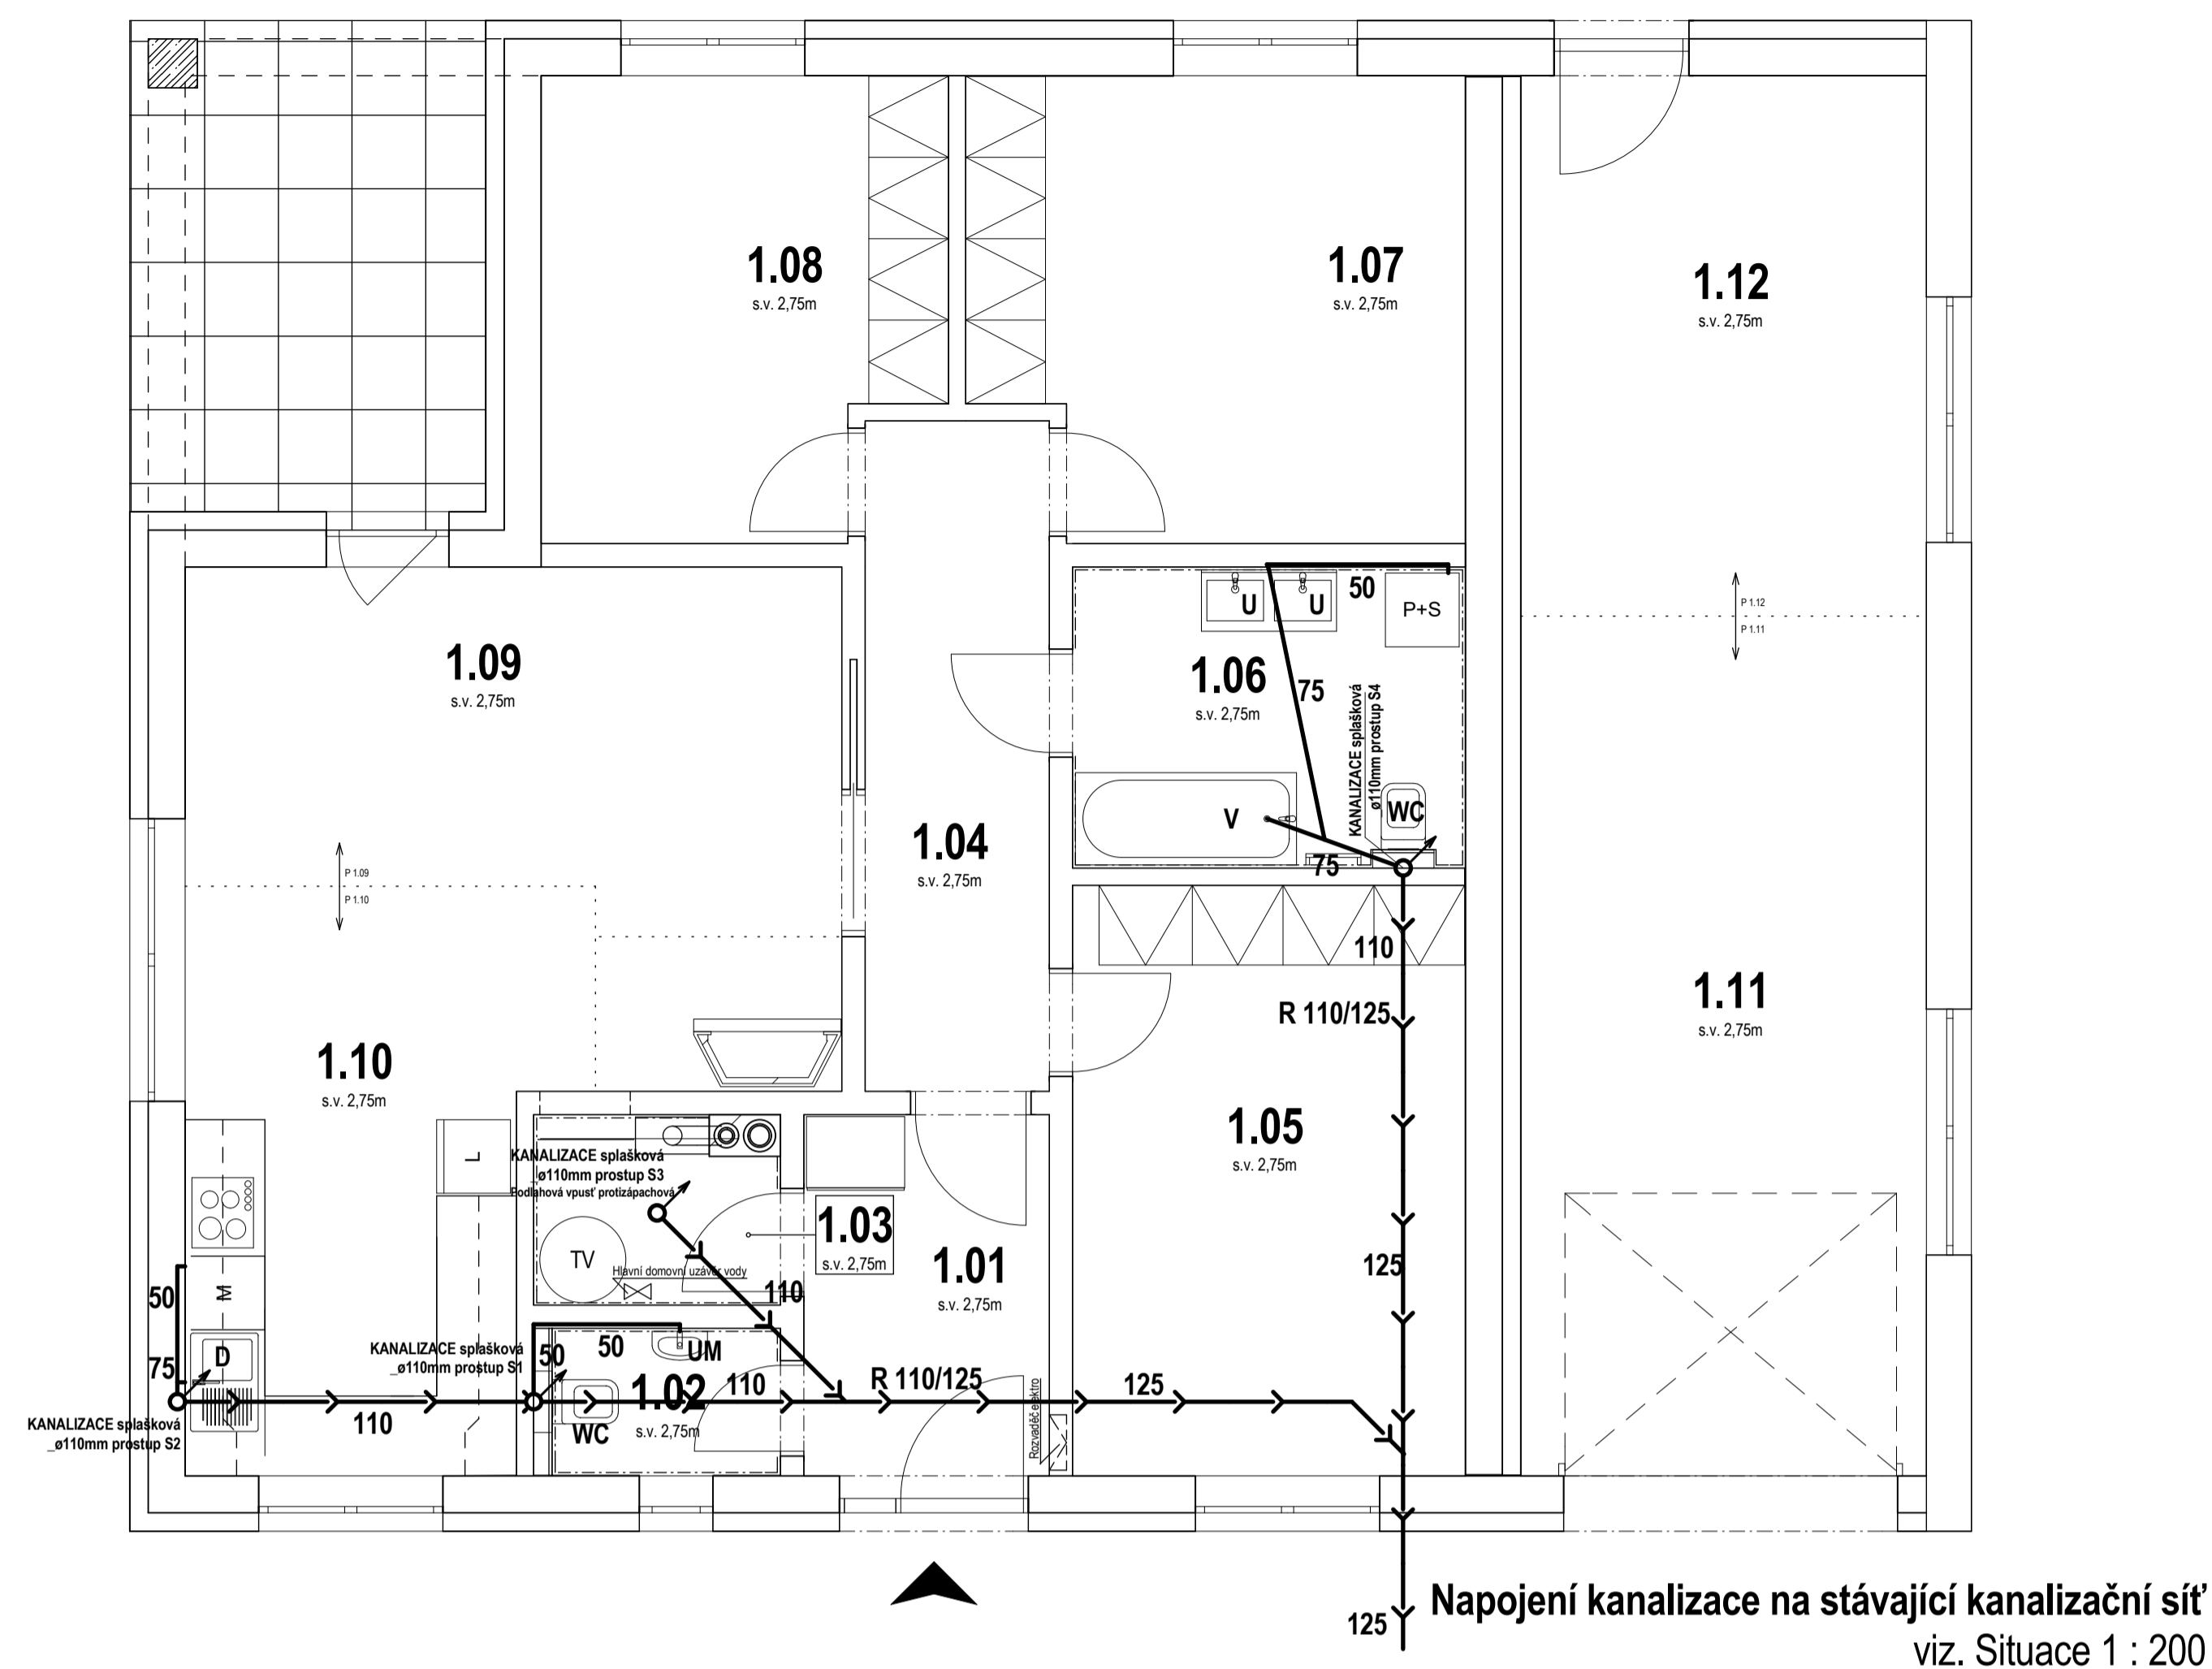 1.08
s.v. 2,75m
1.07
s.v. 2,75m
1.12
s.v. 2,75m
U
U
50
P+S
P 1.12
P 1.11
1.09
s.v. 2,75m
1.06
s.v. 2,75m
75
KANALIZACE splašková
ø110mm prostup S4
V
WC
75
1.04
s.v. 2,75m
P 1.09
P 1.10
110
R 110/125
1.11
s.v. 2,75m
1.10
s.v. 2,75m
1.05
s.v. 2,75m
L
KANALIZACE splašková
_ø110mm prostup S3
Podlahová vpusť protizápachová
1.03
s.v. 2,75m
TV
Hlavní domovní uzávěr vody
110
1.01
s.v. 2,75m
125
50
M
75
D
KANALIZACE splašková
_ø110mm prostup S1
50
50
UM
1.02
s.v. 2,75m
WC
110
R 110/125
125
Rozvaděč elektro
110
KANALIZACE splašková
_ø110mm prostup S2
125
Napojení kanalizace na stávající kanalizační síť
viz. Situace 1 : 200